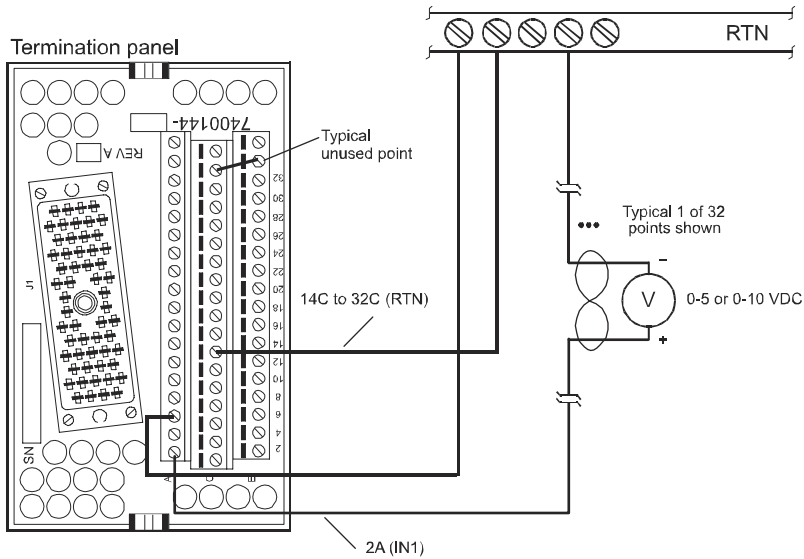 RTN
Termination panel
7400144-
REV A
Typical
unused point
32
30
28
26
24
22
20
18
16
14
12
10
8
6
4
2
J1
SN
A
C
B
Typical 1 of 32
points shown
–
V
0-5 or 0-10 VDC
+
14C to 32C (RTN)
2A (IN1)